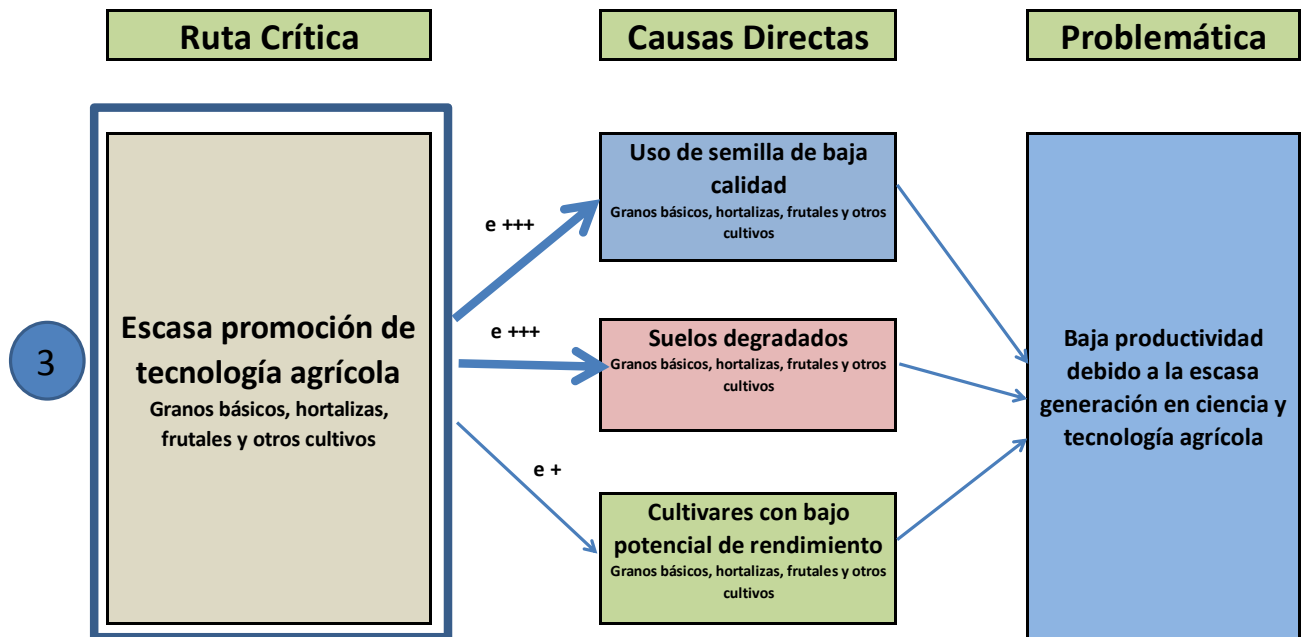 Ruta Crítica
Causas Directas
Problemática
3
Escasa promoción de
tecnología agrícola
Granos básicos, hortalizas,
frutales y otros cultivos
e +++
e +++
e +
Uso de semilla de baja
calidad
Granos básicos, hortalizas, frutales y otros
cultivos
Suelos degradados
Granos básicos, hortalizas, frutales y otros
cultivos
Cultivares con bajo
potencial de rendimiento
Granos básicos, hortalizas, frutales y otros
cultivos
Baja productividad
debido a la escasa
generación en ciencia y
tecnología agrícola